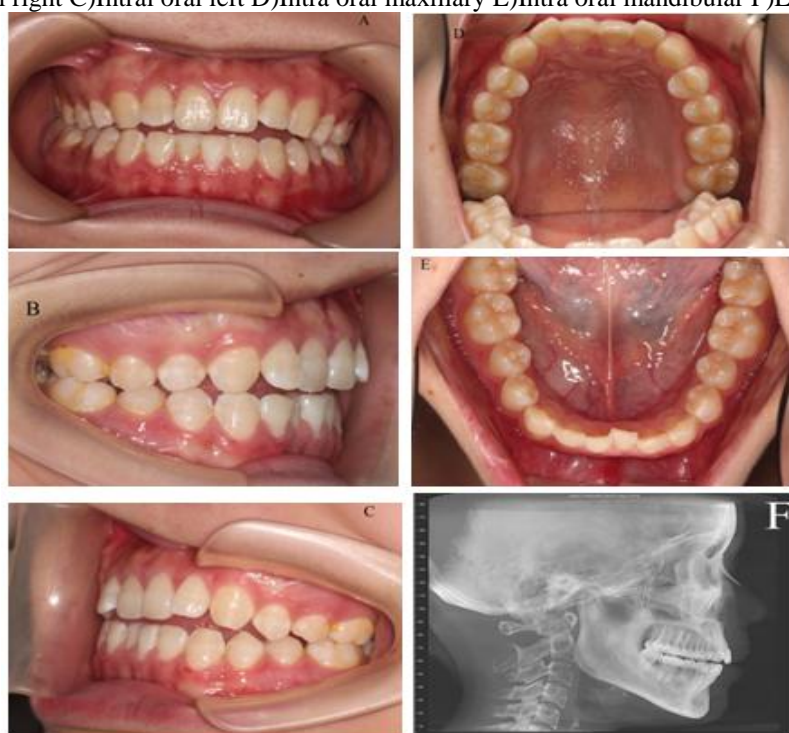 l right C)Intral oral left D)Intra oral maxillary E)Intra oral mandibular F)L
A
D
B
E
C
F